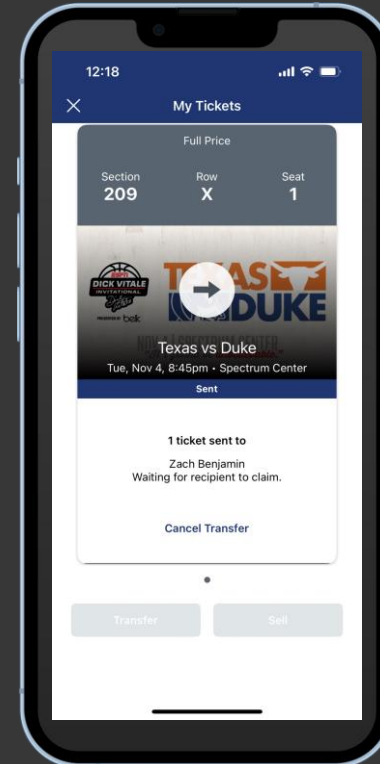 12:18
My Tickets
Full Price
Section Row Seat
209 X 1
ESPN
DICK VITALE
INVITATIONAL
belk
TEXAS
DUKE
Texas vs Duke
Tue, Nov 4, 8:45pm • Spectrum Center
Sent
1 ticket sent to
Zach Benjamin
Waiting for recipient to claim.
Cancel Transfer
Transfer Sell